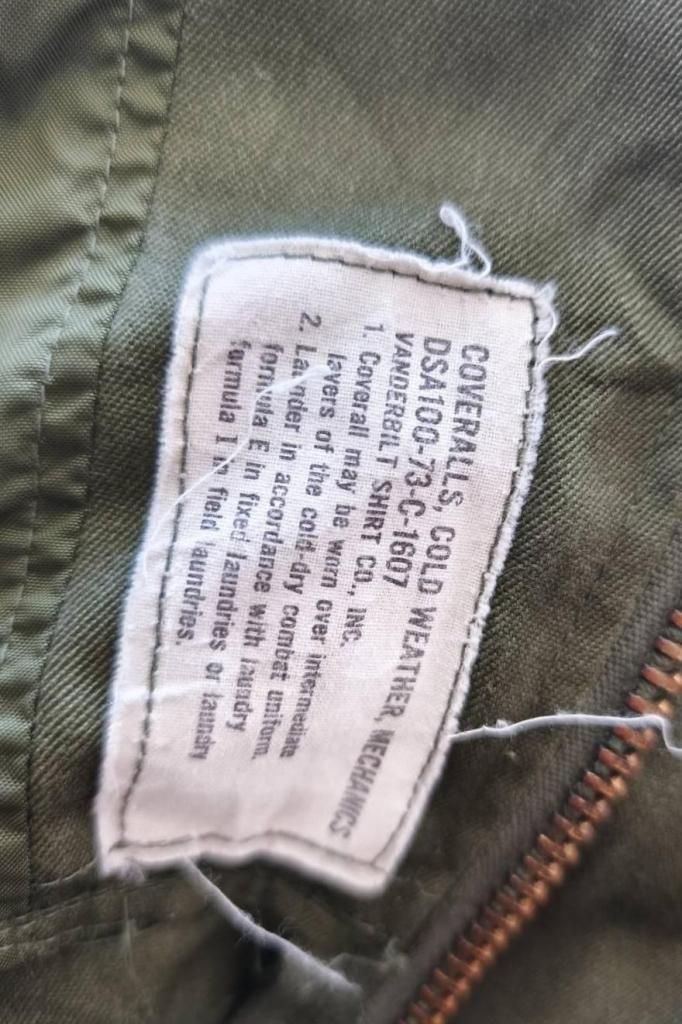 COVERALLS, COLD WEATHER, MECHANICS
DSA100-73-C-1607
VANDERBILT SHIRT CO., INC.
1. Coverall may be worn over intermediate
layers of the cold-dry combat uniform.
2. Launder in accordance with laundry
formula E in fixed laundries or laundry
formula I in field laundries.